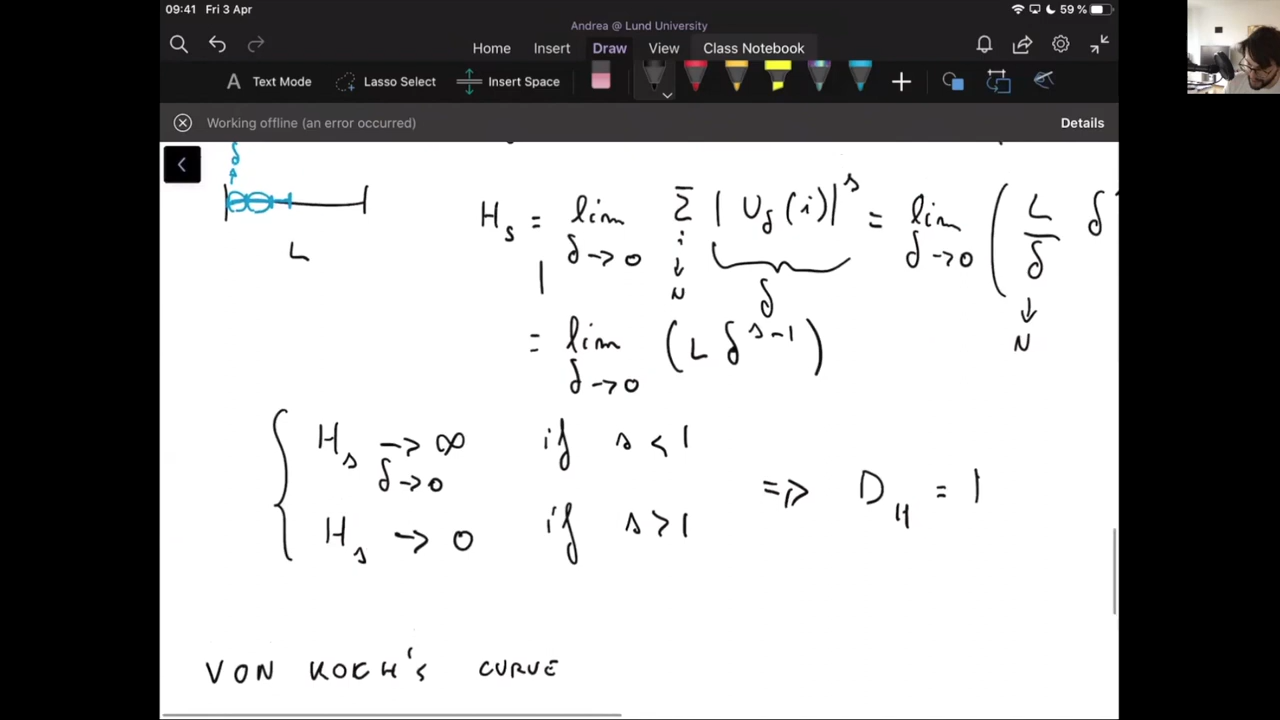 09:41 Fri 3 Apr
59 %
Andrea @ Lund University
Home Insert Draw View Class Notebook
A Text Mode Lasso Select Insert Space
Working offline (an error occurred) Details
δ
L
H_s = lim_{δ→0} Σ_i |U_δ(i)|^s = lim_{δ→0} ( L/δ δ
↓ N
δ
↓ N
= lim_{δ→0} (L δ^{s-1})
H_s → ∞ if s < 1
δ→0
=> D_H = 1
H_s → 0 if s > 1
VON KOCH'S CURVE